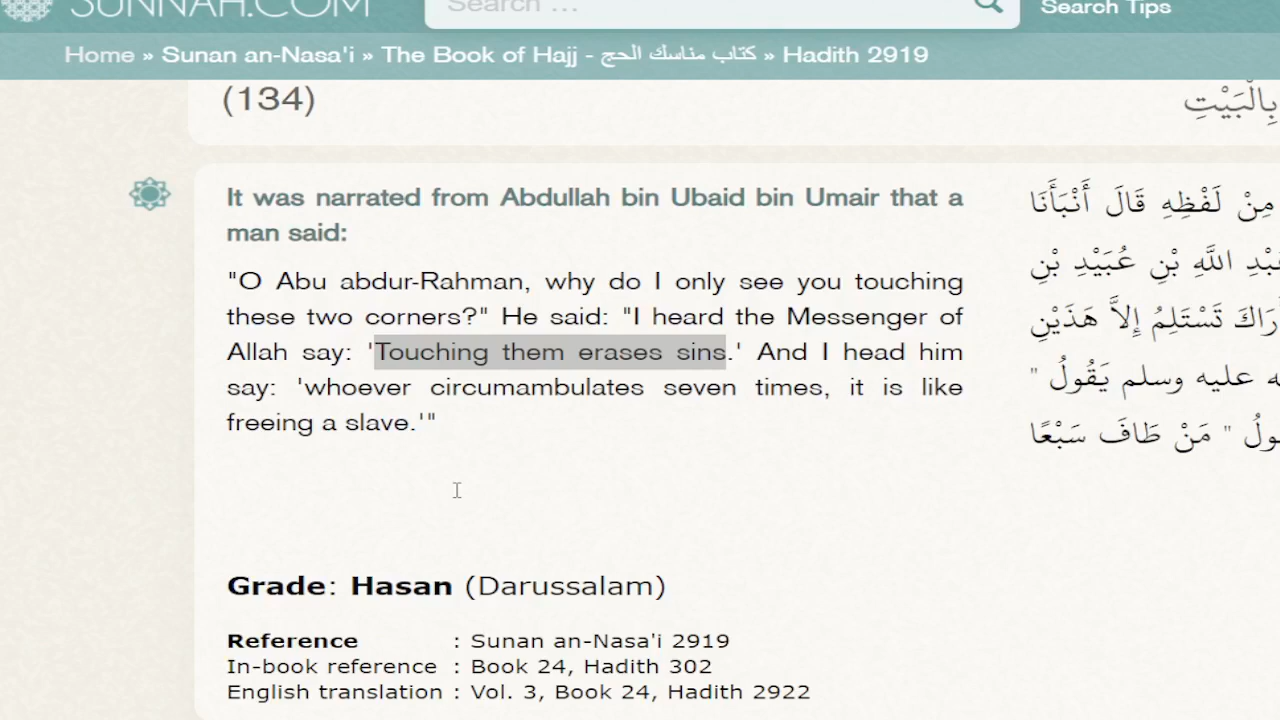 SUNNAH.COM
Search ...
Search Tips
Home » Sunan an-Nasa'i » The Book of Hajj - كتاب مناسك الحج » Hadith 2919
(134)
بِالْبَيْتِ
It was narrated from Abdullah bin Ubaid bin Umair that a
man said:
"O Abu abdur-Rahman, why do I only see you touching
these two corners?" He said: "I heard the Messenger of
Allah say: 'Touching them erases sins.' And I head him
say: 'whoever circumambulates seven times, it is like
freeing a slave.'"
مِنْ لَفْظِهِ قَالَ أَنْبَأَنَا
عَبْدِ اللَّهِ بْنِ عُبَيْدِ بْنِ
أَرَاكَ تَسْتَلِمُ إِلاَّ هَذَيْنِ
عليه وسلم يَقُولُ "
" مَنْ طَافَ سَبْعًا
Grade: Hasan (Darussalam)
Reference : Sunan an-Nasa'i 2919
In-book reference : Book 24, Hadith 302
English translation : Vol. 3, Book 24, Hadith 2922